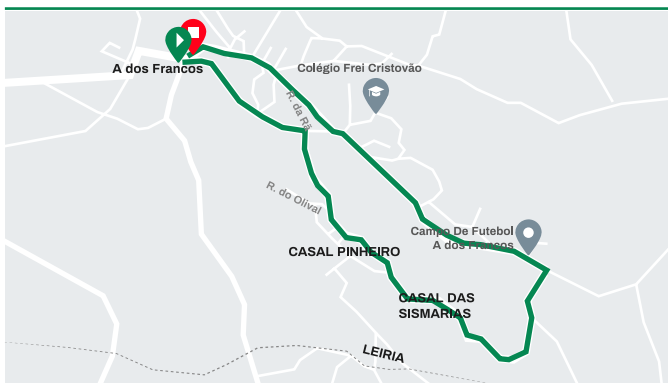 A dos Francos
Colégio Frei Cristovão
R. da Rã
R. do Olival
Campo De Futebol
A dos Francos
CASAL PINHEIRO
CASAL DAS
SISMARIAS
LEIRIA